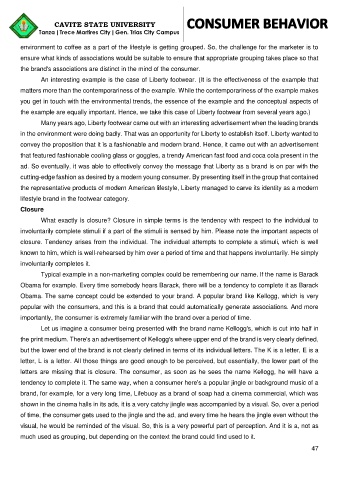 CAVITE STATE UNIVERSITY
CONSUMER BEHAVIOR
Tanza | Trece Martires City | Gen. Trias City Campus
environment to coffee as a part of the lifestyle is getting grouped. So, the challenge for the marketer is to
ensure what kinds of associations would be suitable to ensure that appropriate grouping takes place so that
the brand's associations are distinct in the mind of the consumer.
An interesting example is the case of Liberty footwear. (It is the effectiveness of the example that
matters more than the contemporariness of the example. While the contemporariness of the example makes
you get in touch with the environmental trends, the essence of the example and the conceptual aspects of
the example are equally important. Hence, we take this case of Liberty footwear from several years ago.)
Many years ago, Liberty footwear came out with an interesting advertisement when the leading brands
in the environment were doing badly. That was an opportunity for Liberty to establish itself. Liberty wanted to
convey the proposition that it is a fashionable and modern brand. Hence, it came out with an advertisement
that featured fashionable cooling glass or goggles, a trendy American fast food and coca cola present in the
ad. So eventually, it was able to effectively convey the message that Liberty as a brand is on par with the
cutting-edge fashion as desired by a modern young consumer. By presenting itself in the group that contained
the representative products of modern American lifestyle, Liberty managed to carve its identity as a modern
lifestyle brand in the footwear category.
Closure
What exactly is closure? Closure in simple terms is the tendency with respect to the individual to
involuntarily complete stimuli if a part of the stimuli is sensed by him. Please note the important aspects of
closure. Tendency arises from the individual. The individual attempts to complete a stimuli, which is well
known to him, which is well-rehearsed by him over a period of time and that happens involuntarily. He simply
involuntarily completes it.
Typical example in a non-marketing complex could be remembering our name. If the name is Barack
Obama for example. Every time somebody hears Barack, there will be a tendency to complete it as Barack
Obama. The same concept could be extended to your brand. A popular brand like Kellogg, which is very
popular with the consumers, and this is a brand that could automatically generate associations. And more
importantly, the consumer is extremely familiar with the brand over a period of time.
Let us imagine a consumer being presented with the brand name Kellogg's, which is cut into half in
the print medium. There's an advertisement of Kellogg's where upper end of the brand is very clearly defined,
but the lower end of the brand is not clearly defined in terms of its individual letters. The K is a letter, E is a
letter, L is a letter. All those things are good enough to be perceived, but essentially, the lower part of the
letters are missing that is closure. The consumer, as soon as he sees the name Kellogg, he will have a
tendency to complete it. The same way, when a consumer here's a popular jingle or background music of a
brand, for example, for a very long time, Lifebuoy as a brand of soap had a cinema commercial, which was
shown in the cinema halls in its ads, it is a very catchy jingle was accompanied by a visual. So, over a period
of time, the consumer gets used to the jingle and the ad, and every time he hears the jingle even without the
visual, he would be reminded of the visual. So, this is a very powerful part of perception. And it is a, not as
much used as grouping, but depending on the context the brand could find used to it.
47